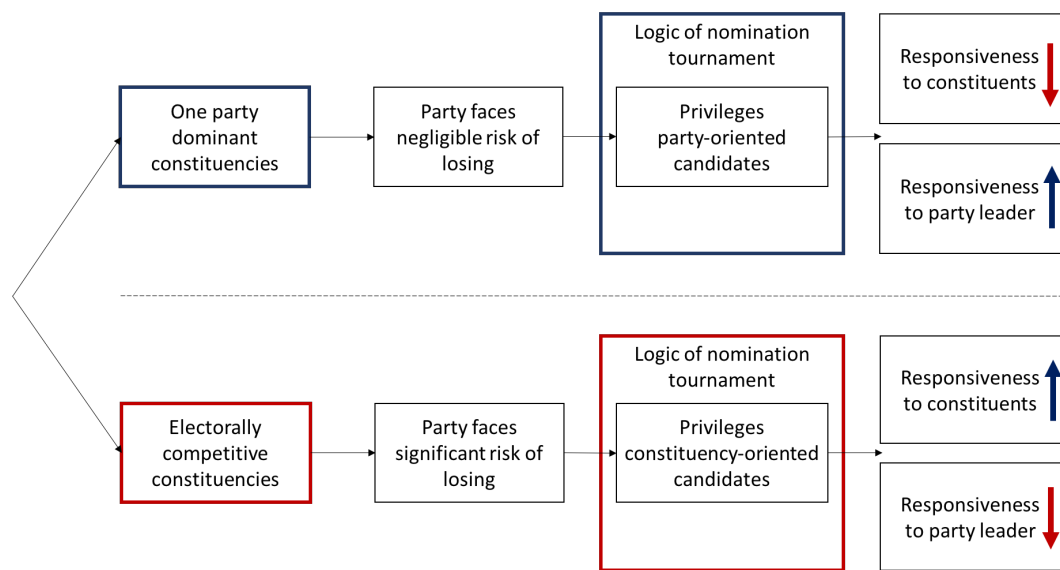 One party
dominant
constituencies
Party faces
negligible risk of
losing
Logic of nomination
tournament
Privileges
party-oriented
candidates
Responsiveness
to constituents
Responsiveness
to party leader
Electorally
competitive
constituencies
Party faces
significant risk of
losing
Logic of nomination
tournament
Privileges
constituency-oriented
candidates
Responsiveness
to constituents
Responsiveness
to party leader